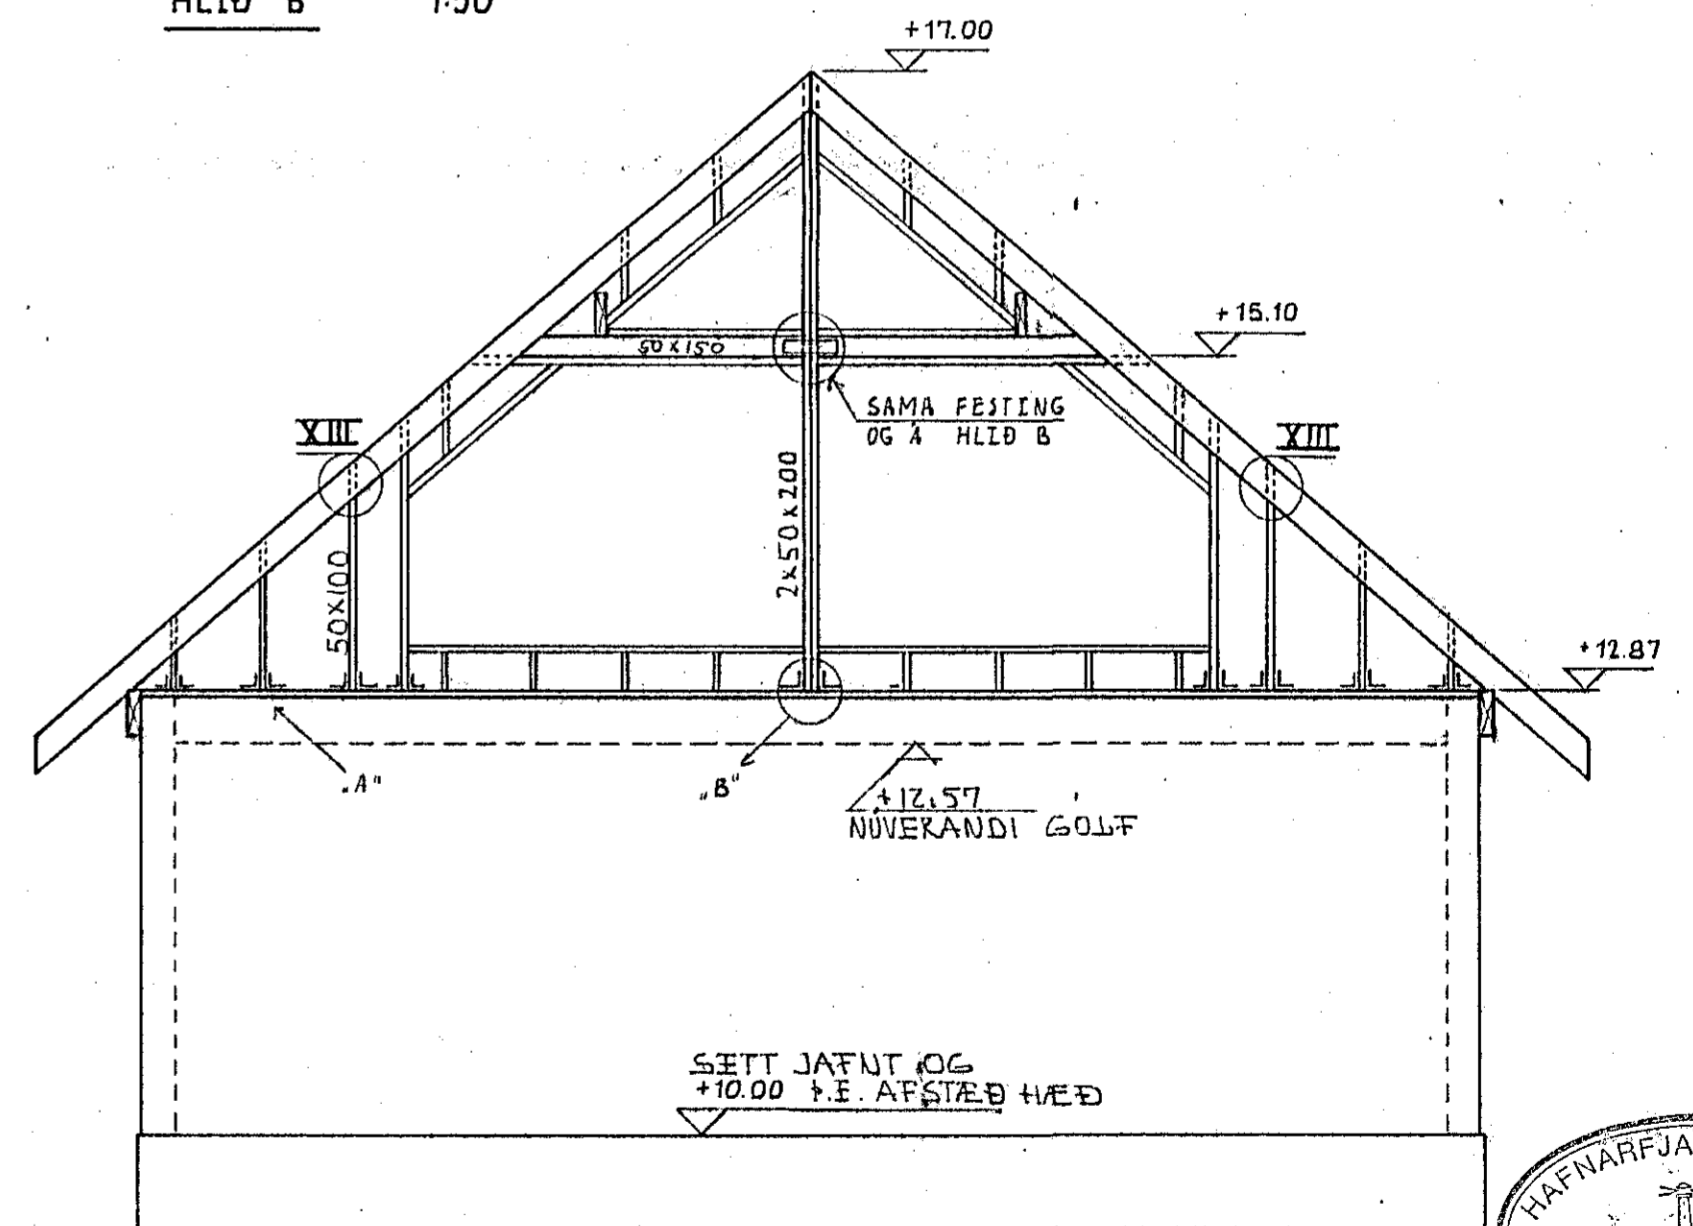 HLIÐ B 1:50
+17.00
+15.10
50x150
SAMA FESTING
OG Á HLIÐ B
XIII
XIII
2x50x200
50x100
+12.87
„A“
„B“
+12.57
NÚVERANDI GÓLF
SETT JAFNT OG
+10.00 Þ.E. AFSTÆÐ HÆÐ
HAFNARFJA